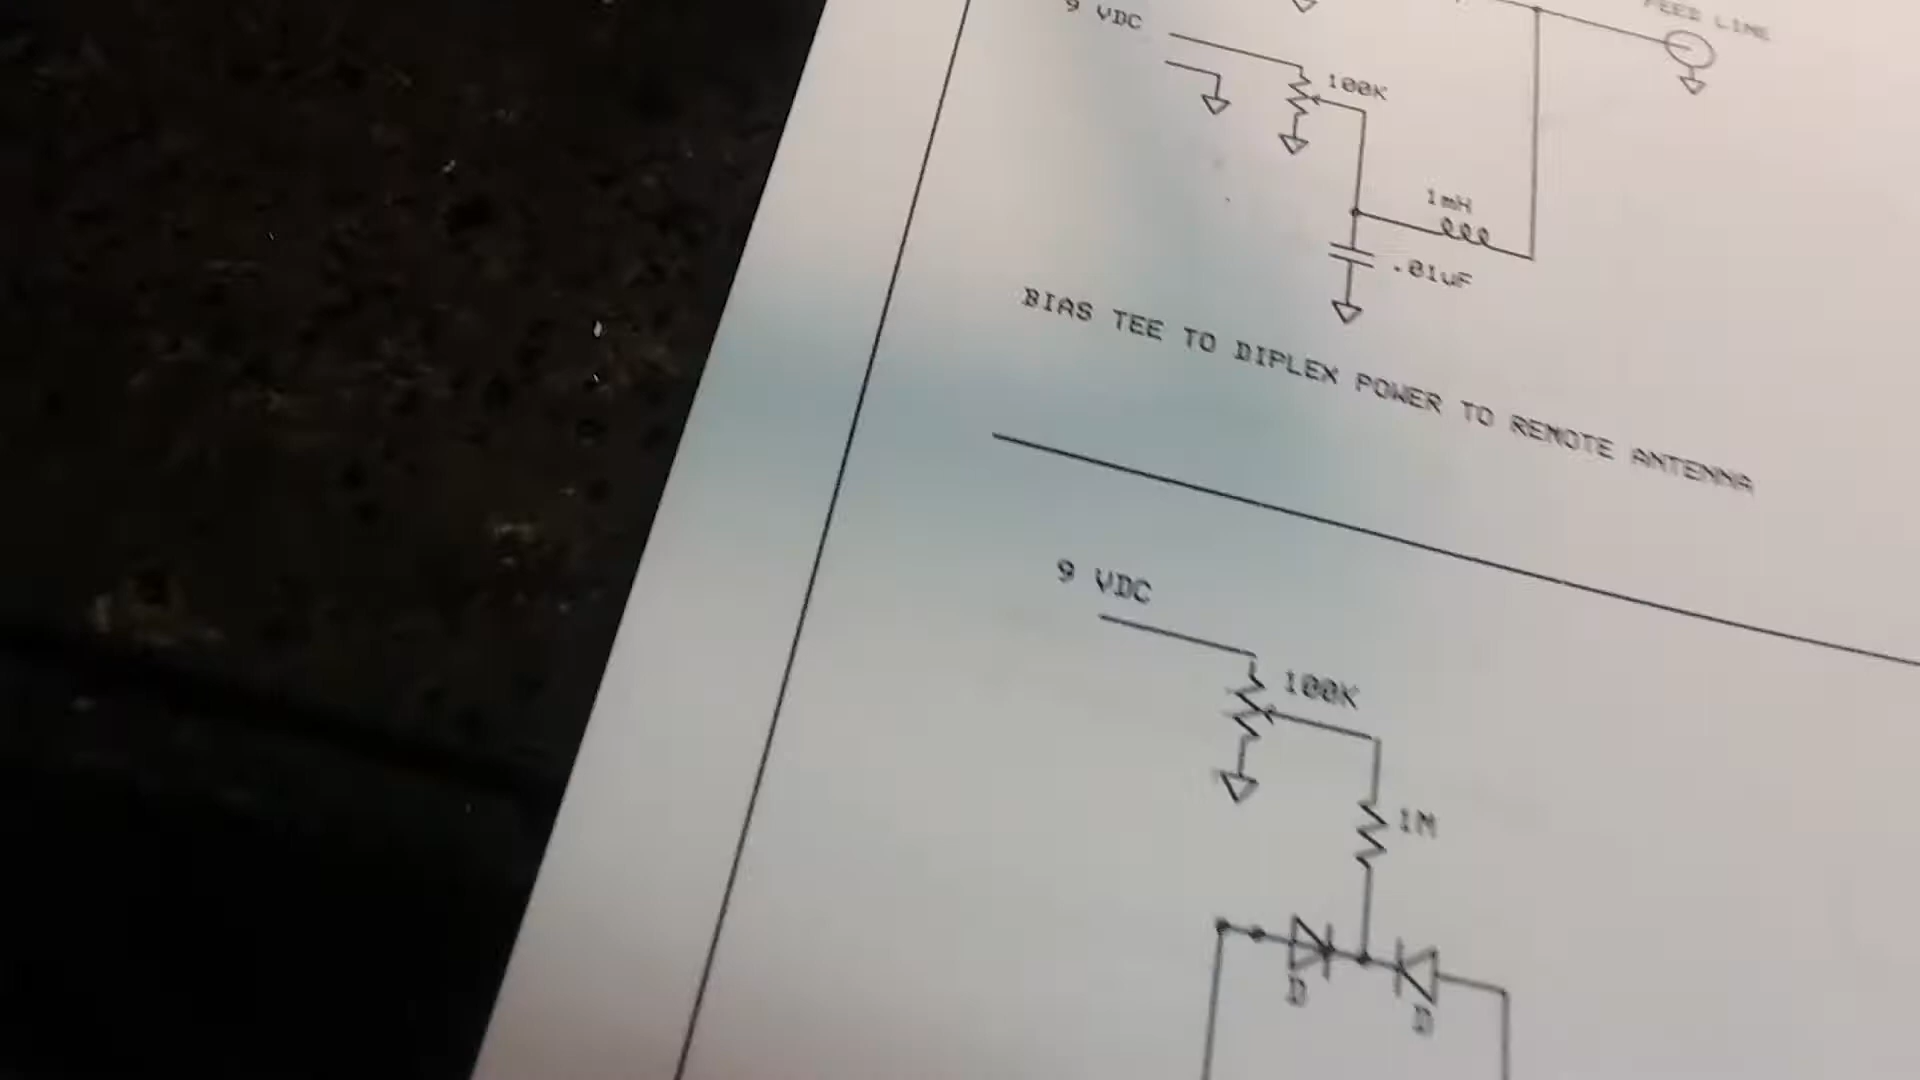 9 VDC
FEED LINE
100K
1mH
.01uF
BIAS TEE TO DIPLEX POWER TO REMOTE ANTENNA
9 VDC
100K
1M
D
D